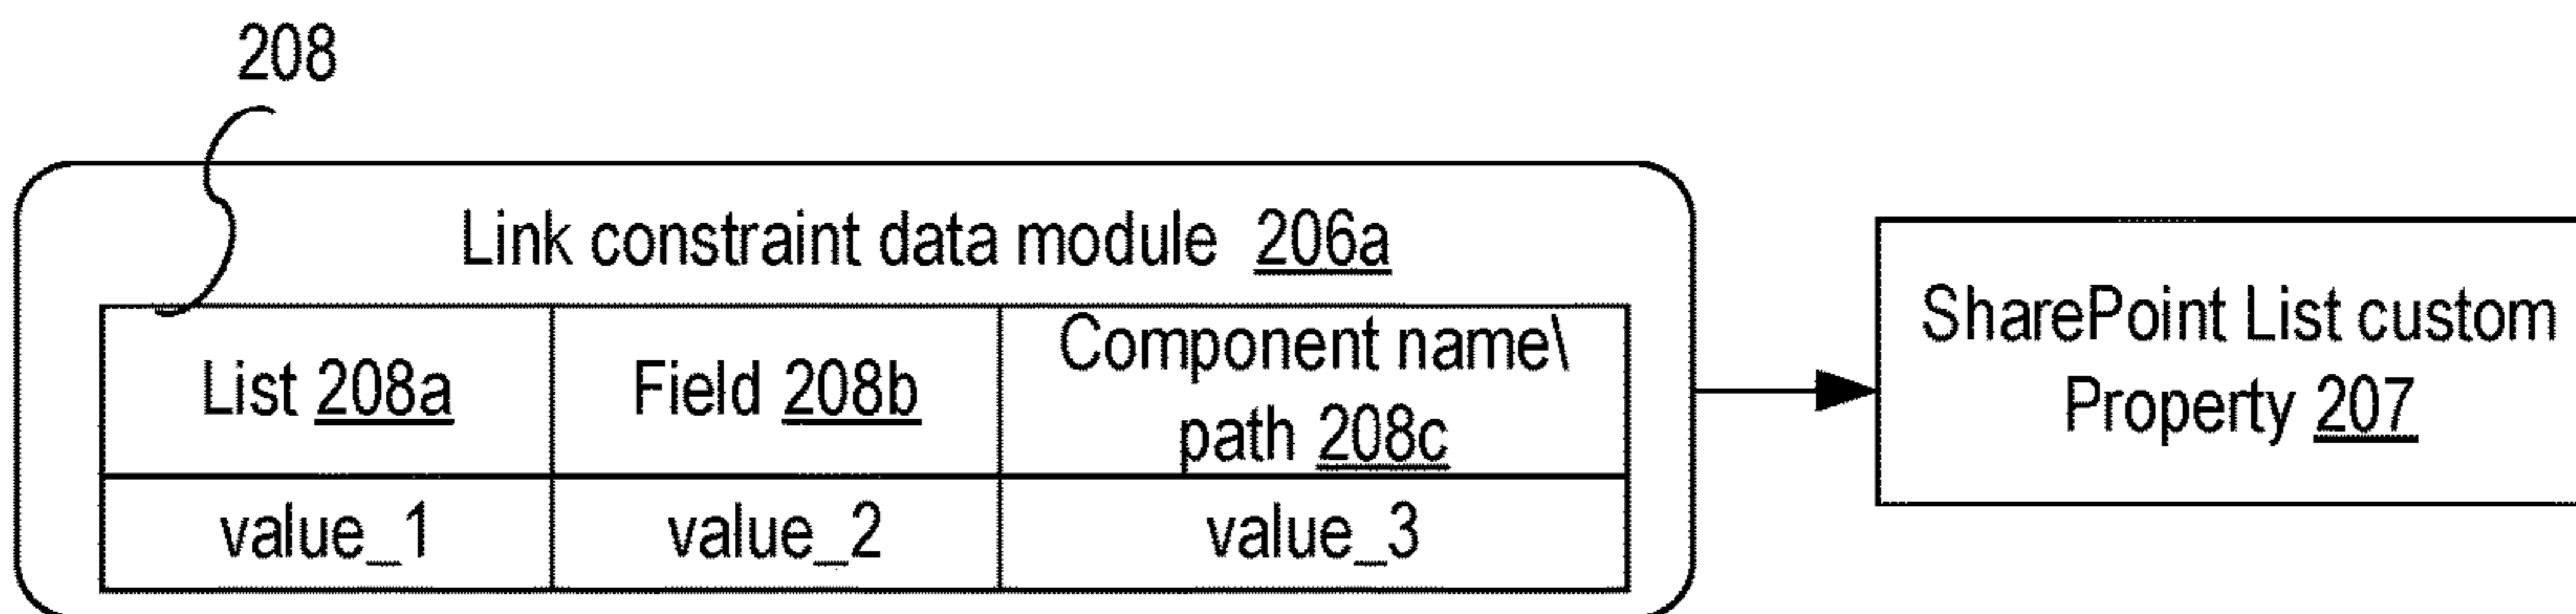 208
Link constraint data module 206a
List 208a
Field 208b
Component name\
path 208c
value_1
value_2
value_3
SharePoint List custom
Property 207